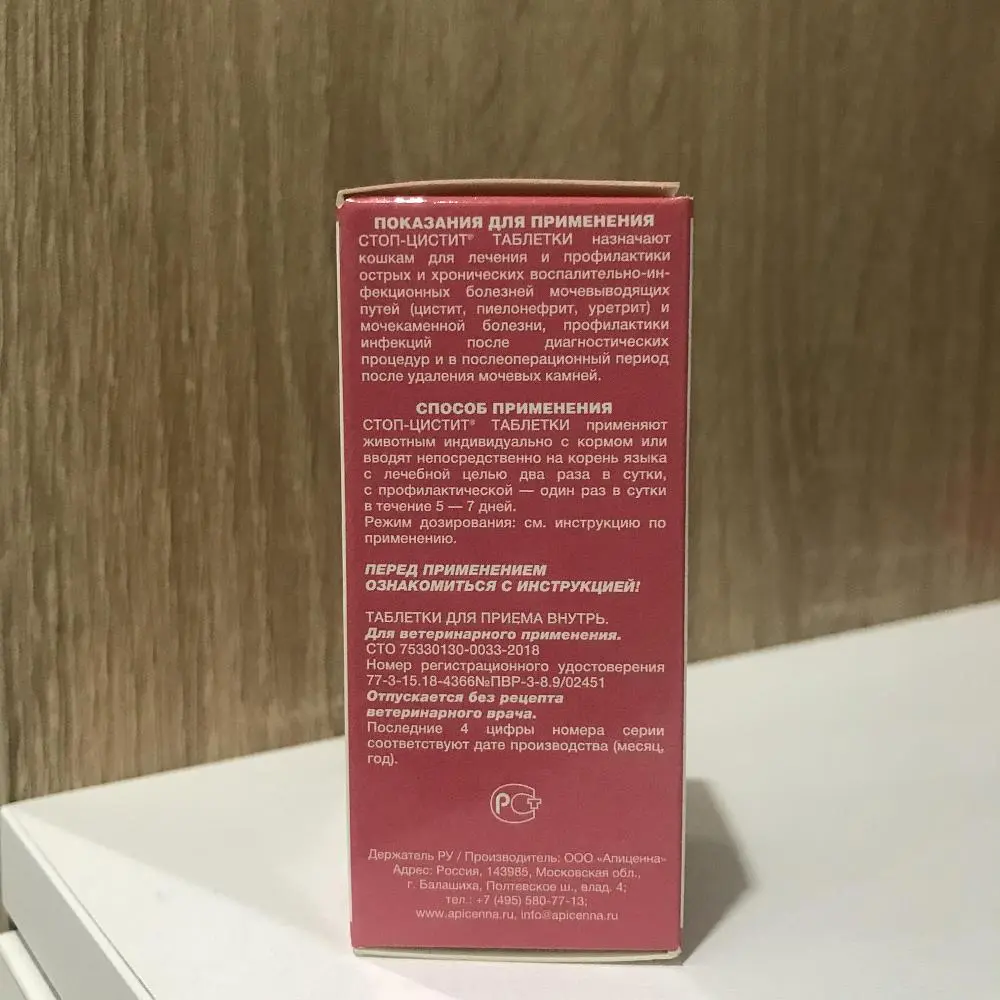 ПОКАЗАНИЯ ДЛЯ ПРИМЕНЕНИЯ
СТОП-ЦИСТИТ® ТАБЛЕТКИ назначают
кошкам для лечения и профилактики
острых и хронических воспалительно-ин-
фекционных болезней мочевыводящих
путей (цистит, пиелонефрит, уретрит) и
мочекаменной болезни, профилактики
инфекций после диагностических
процедур и в послеоперационный период
после удаления мочевых камней.
СПОСОБ ПРИМЕНЕНИЯ
СТОП-ЦИСТИТ® ТАБЛЕТКИ применяют
животным индивидуально с кормом или
вводят непосредственно на корень языка
с лечебной целью два раза в сутки,
с профилактической — один раз в сутки
в течение 5 — 7 дней.
Режим дозирования: см. инструкцию по
применению.
ПЕРЕД ПРИМЕНЕНИЕМ
ОЗНАКОМИТЬСЯ С ИНСТРУКЦИЕЙ!
ТАБЛЕТКИ ДЛЯ ПРИЕМА ВНУТРЬ.
Для ветеринарного применения.
СТО 75330130-0033-2018
Номер регистрационного удостоверения
77-3-15.18-4366№ПВР-3-8.9/02451
Отпускается без рецепта
ветеринарного врача.
Последние 4 цифры номера серии
соответствуют дате производства (месяц,
год).
РСТ
Держатель РУ / Производитель: ООО «Апиценна»
Адрес: Россия, 143985, Московская обл.,
г. Балашиха, Полтевское ш., влад. 4;
тел.: +7 (495) 580-77-13;
www.apicenna.ru, info@apicenna.ru